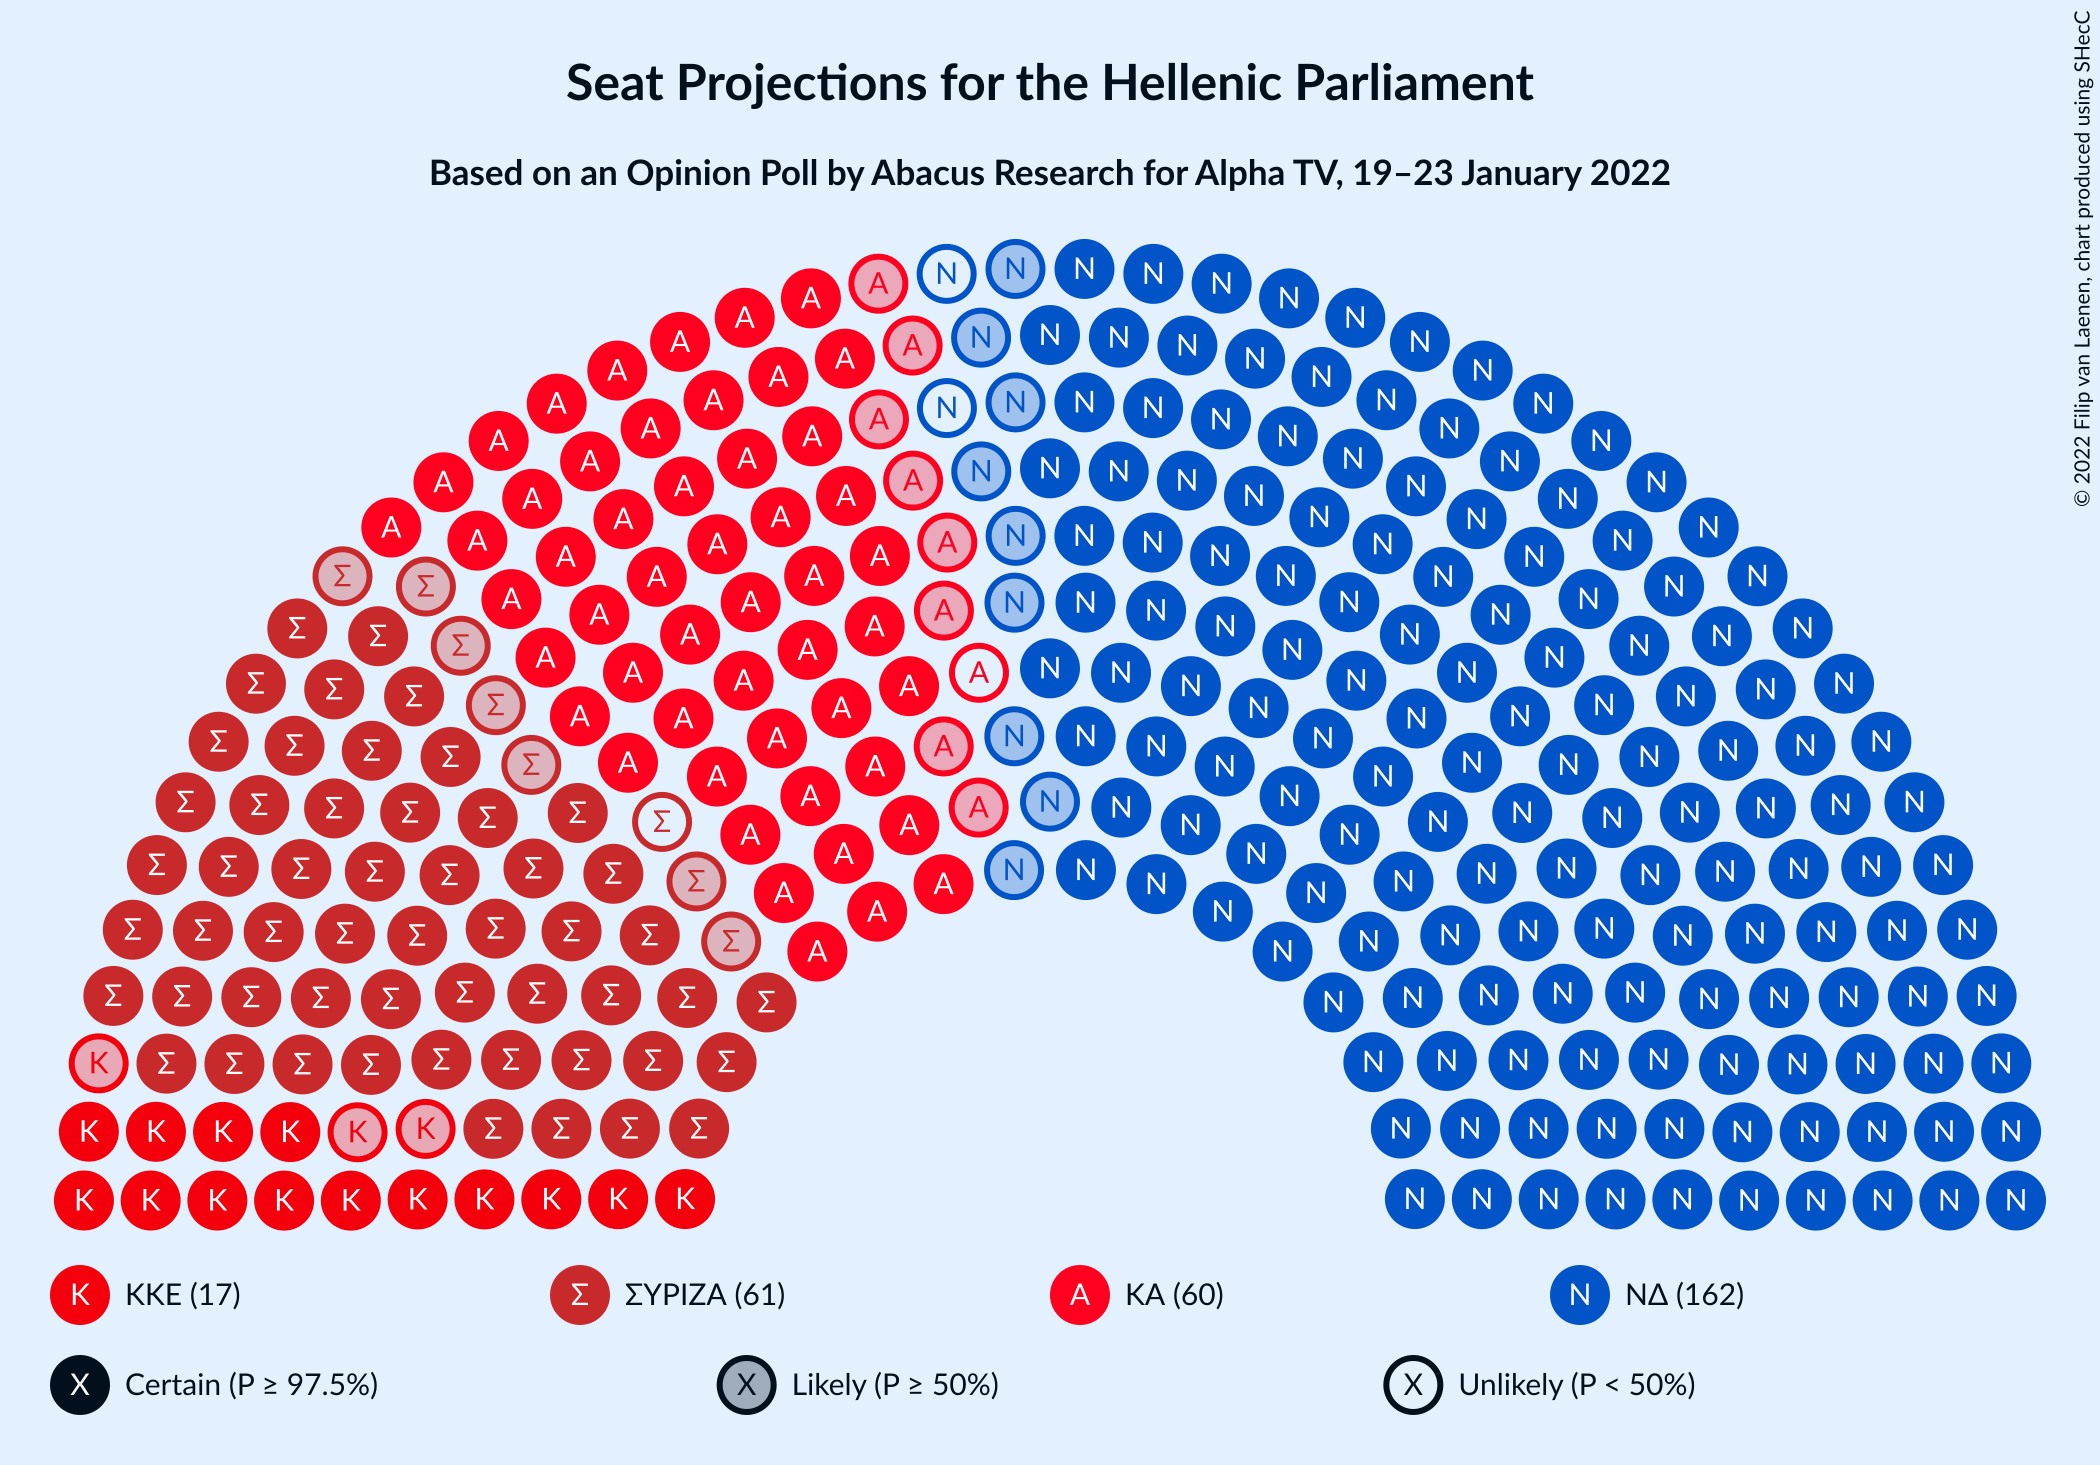 Seat Projections for the Hellenic Parliament
Based on an Opinion Poll by Abacus Research for Alpha TV, 19–23 January 2022
© 2022 Filip van Laenen, chart produced using SHecC
K ΚΚΕ (17)
Σ ΣΥΡΙΖΑ (61)
A ΚΑ (60)
N ΝΔ (162)
X Certain (P ≥ 97.5%)
X Likely (P ≥ 50%)
X Unlikely (P < 50%)